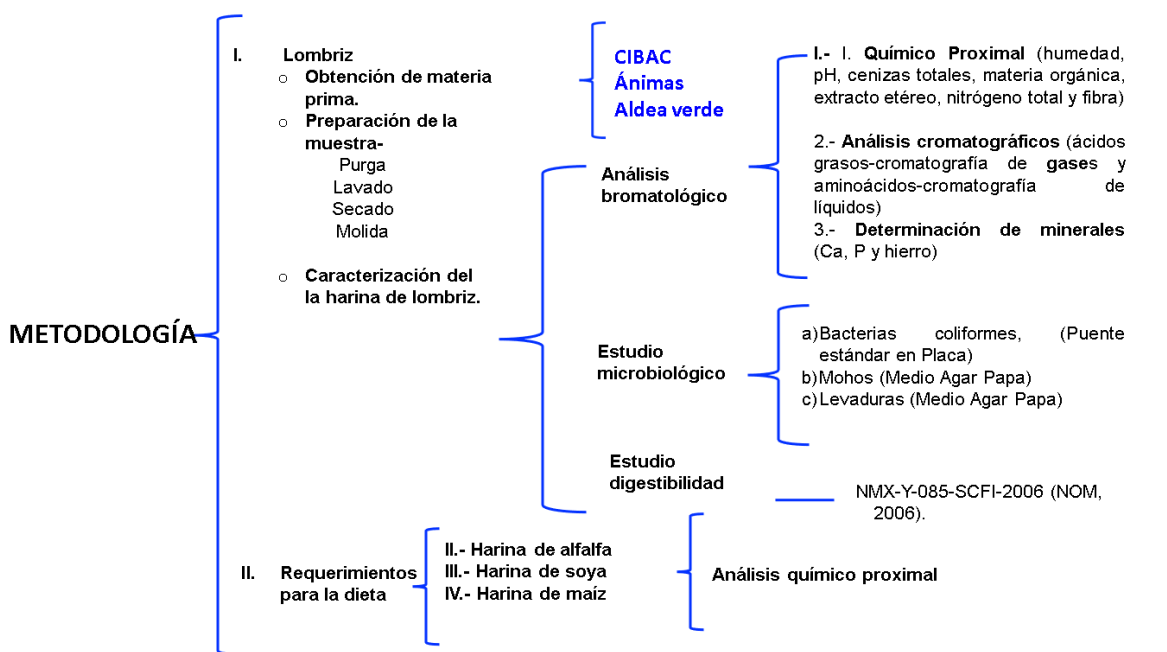 METODOLOGÍA
I. Lombriz
○ Obtención de materia
prima.
○ Preparación de la
muestra-
Purga
Lavado
Secado
Molida
○ Caracterización del
la harina de lombriz.
CIBAC
Ánimas
Aldea verde
Análisis
bromatológico
I.- I. Químico Proximal (humedad,
pH, cenizas totales, materia orgánica,
extracto etéreo, nitrógeno total y fibra)
2.- Análisis cromatográficos (ácidos
grasos-cromatografía de gases y
aminoácidos-cromatografía de
líquidos)
3.- Determinación de minerales
(Ca, P y hierro)
Estudio
microbiológico
a) Bacterias coliformes, (Puente
estándar en Placa)
b) Mohos (Medio Agar Papa)
c) Levaduras (Medio Agar Papa)
Estudio
digestibilidad
NMX-Y-085-SCFI-2006 (NOM,
2006).
II. Requerimientos
para la dieta
II.- Harina de alfalfa
III.- Harina de soya
IV.- Harina de maíz
Análisis químico proximal